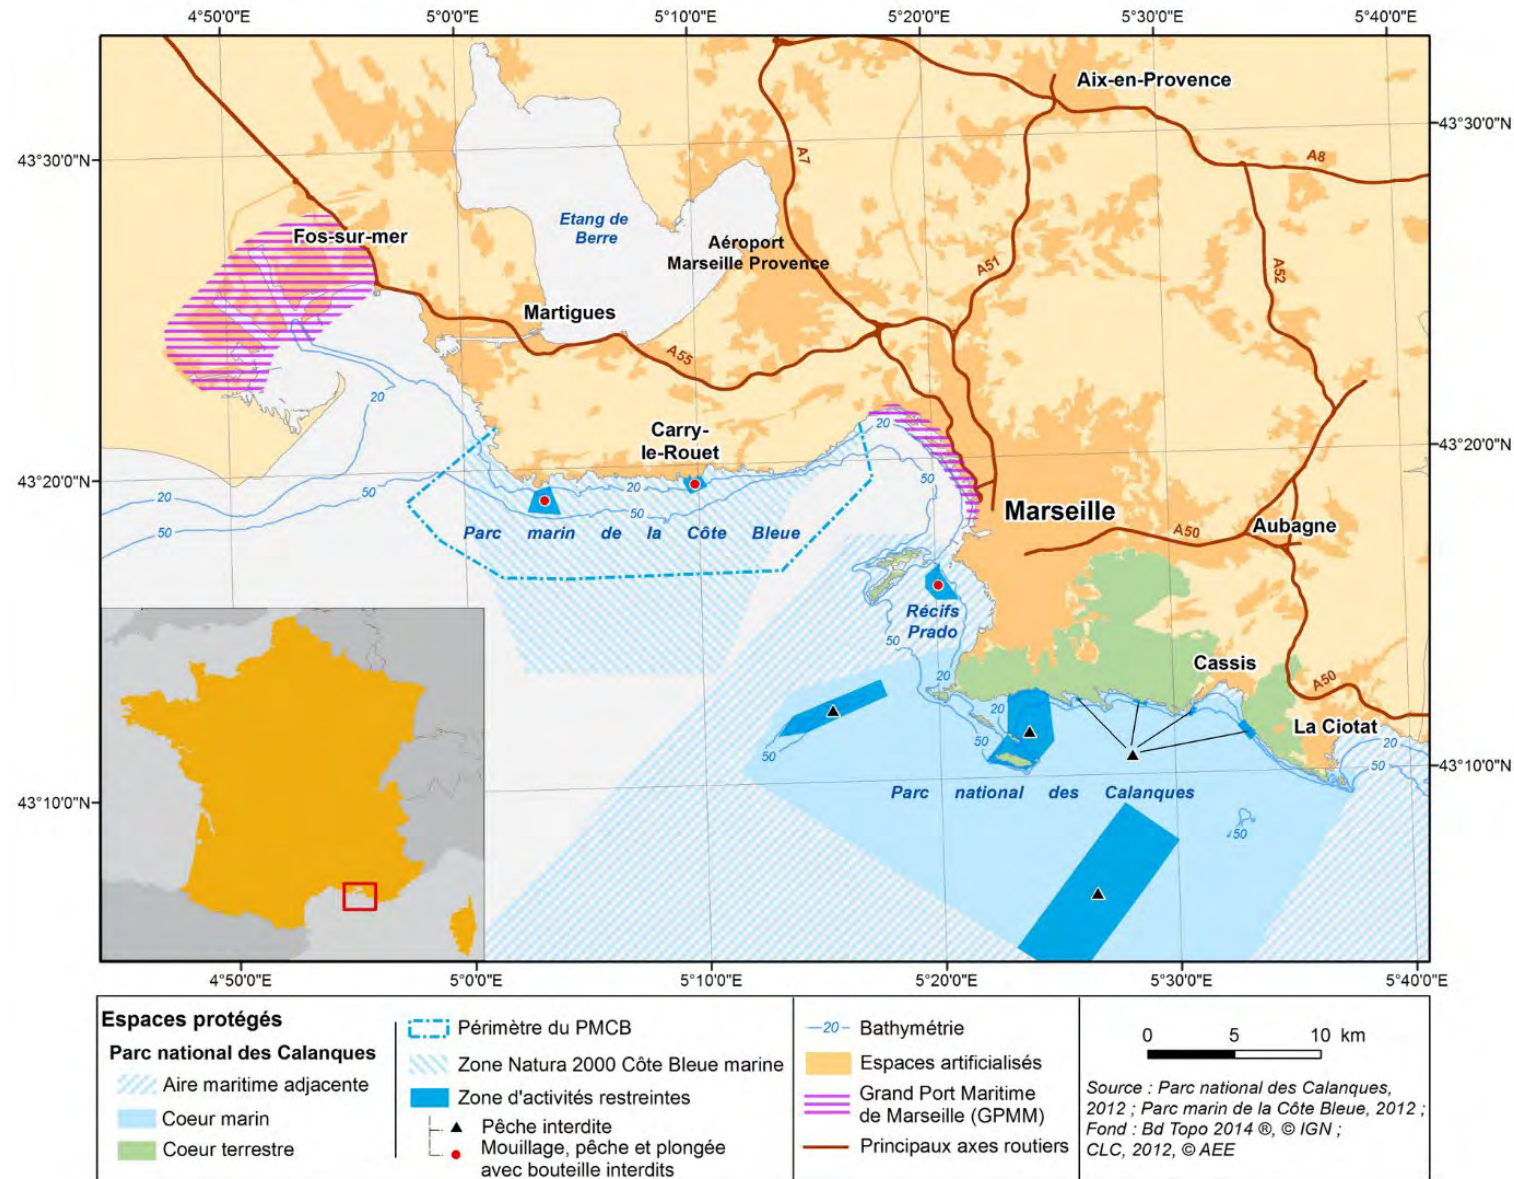 4°50'0"E
5°0'0"E
5°10'0"E
5°20'0"E
5°30'0"E
5°40'0"E
Aix-en-Provence
43°30'0"N
43°30'0"N
A7
A8
Etang de
Berre
Aéroport
Marseille Provence
Fos-sur-mer
A51
A52
Martigues
A55
20
Carry-
le-Rouet
20
43°20'0"N
43°20'0"N
20
50
20
50
50
50
Marseille
Parc marin de la Côte Bleue
A50
Aubagne
Récifs
Prado
50
20
Cassis
A50
20
La Ciotat
50
50
20
50
43°10'0"N
43°10'0"N
Parc national des Calanques
50
4°50'0"E
5°0'0"E
5°10'0"E
5°20'0"E
5°30'0"E
5°40'0"E
Espaces protégés
Parc national des Calanques
Aire maritime adjacente
Coeur marin
Coeur terrestre
Périmètre du PMCB
Zone Natura 2000 Côte Bleue marine
Zone d'activités restreintes
Pêche interdite
Mouillage, pêche et plongée
avec bouteille interdits
20
Bathymétrie
Espaces artificialisés
Grand Port Maritime
de Marseille (GPMM)
Principaux axes routiers
0 5 10 km
Source : Parc national des Calanques,
2012 ; Parc marin de la Côte Bleue, 2012 ;
Fond : Bd Topo 2014 ®, © IGN ;
CLC, 2012, © AEE